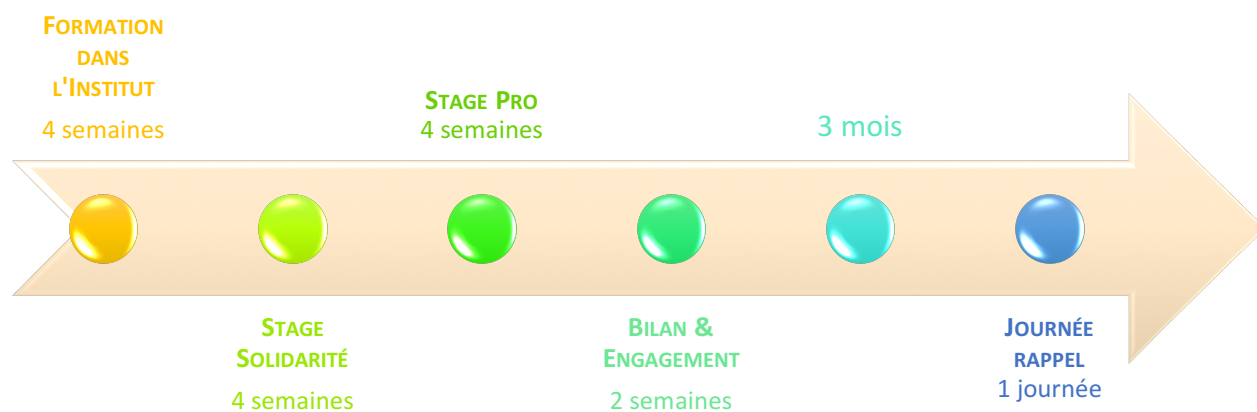 Formation
dans
l'Institut
4 semaines
Stage
Solidarité
4 semaines
Stage Pro
4 semaines
Bilan &
Engagement
2 semaines
3 mois
Journée
rappel
1 journée